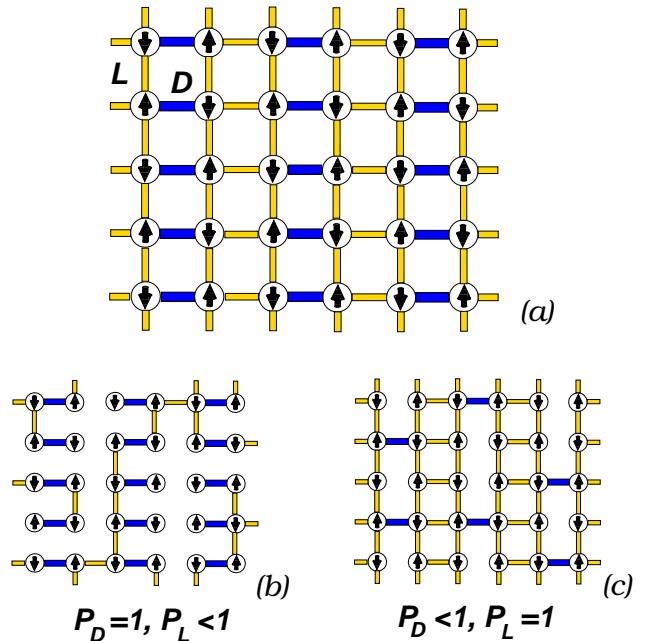 L D
(a)
(b) (c)
P_D =1, P_L <1 P_D <1, P_L =1